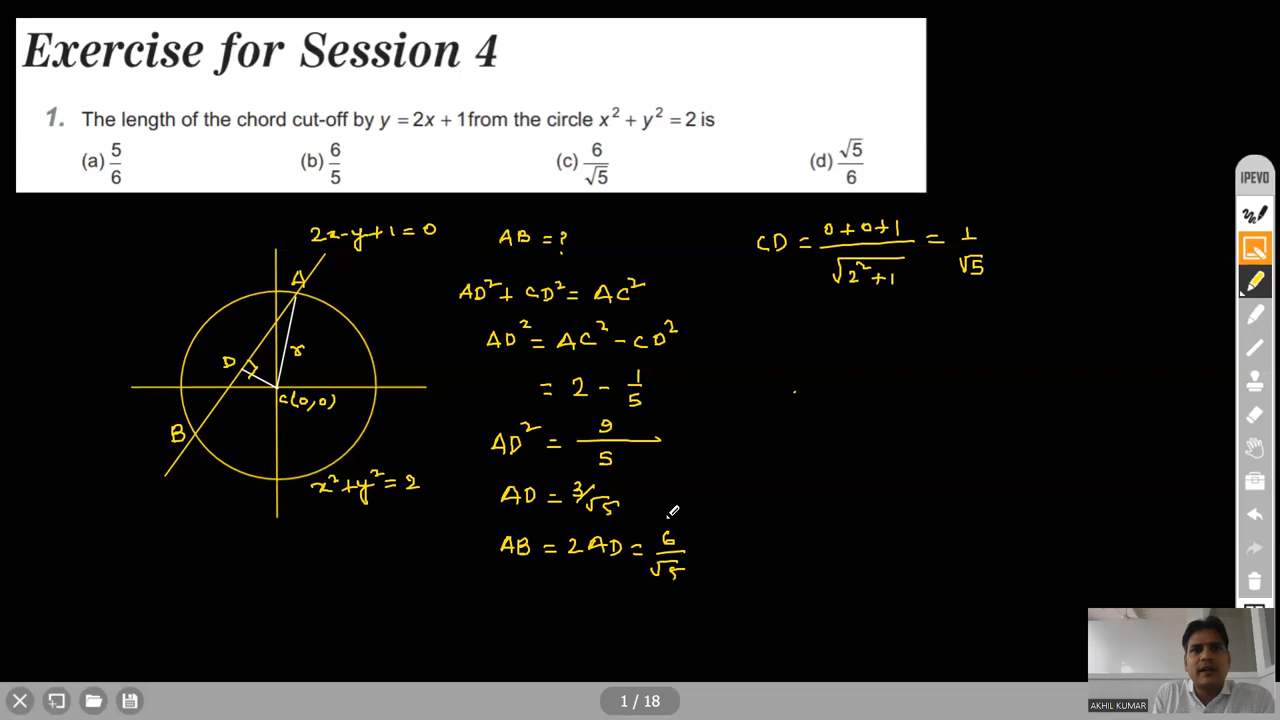 Exercise for Session 4
1. The length of the chord cut-off by y = 2x + 1from the circle x² + y² = 2 is
(a) 5/6 (b) 6/5 (c) 6/√5 (d) √5/6
2x-y+1=0
A
r
D
C(0,0)
B
x²+y²=2
AB = ?
AD²+CD²=AC²
AD² = AC² - CD²
= 2 - 1/5
AD² = 9/5
AD = 3/√5
AB = 2AD = 6/√5
CD = 0+0+1/√2²+1 = 1/√5
IPEVO
1 / 18
AKHIL KUMAR